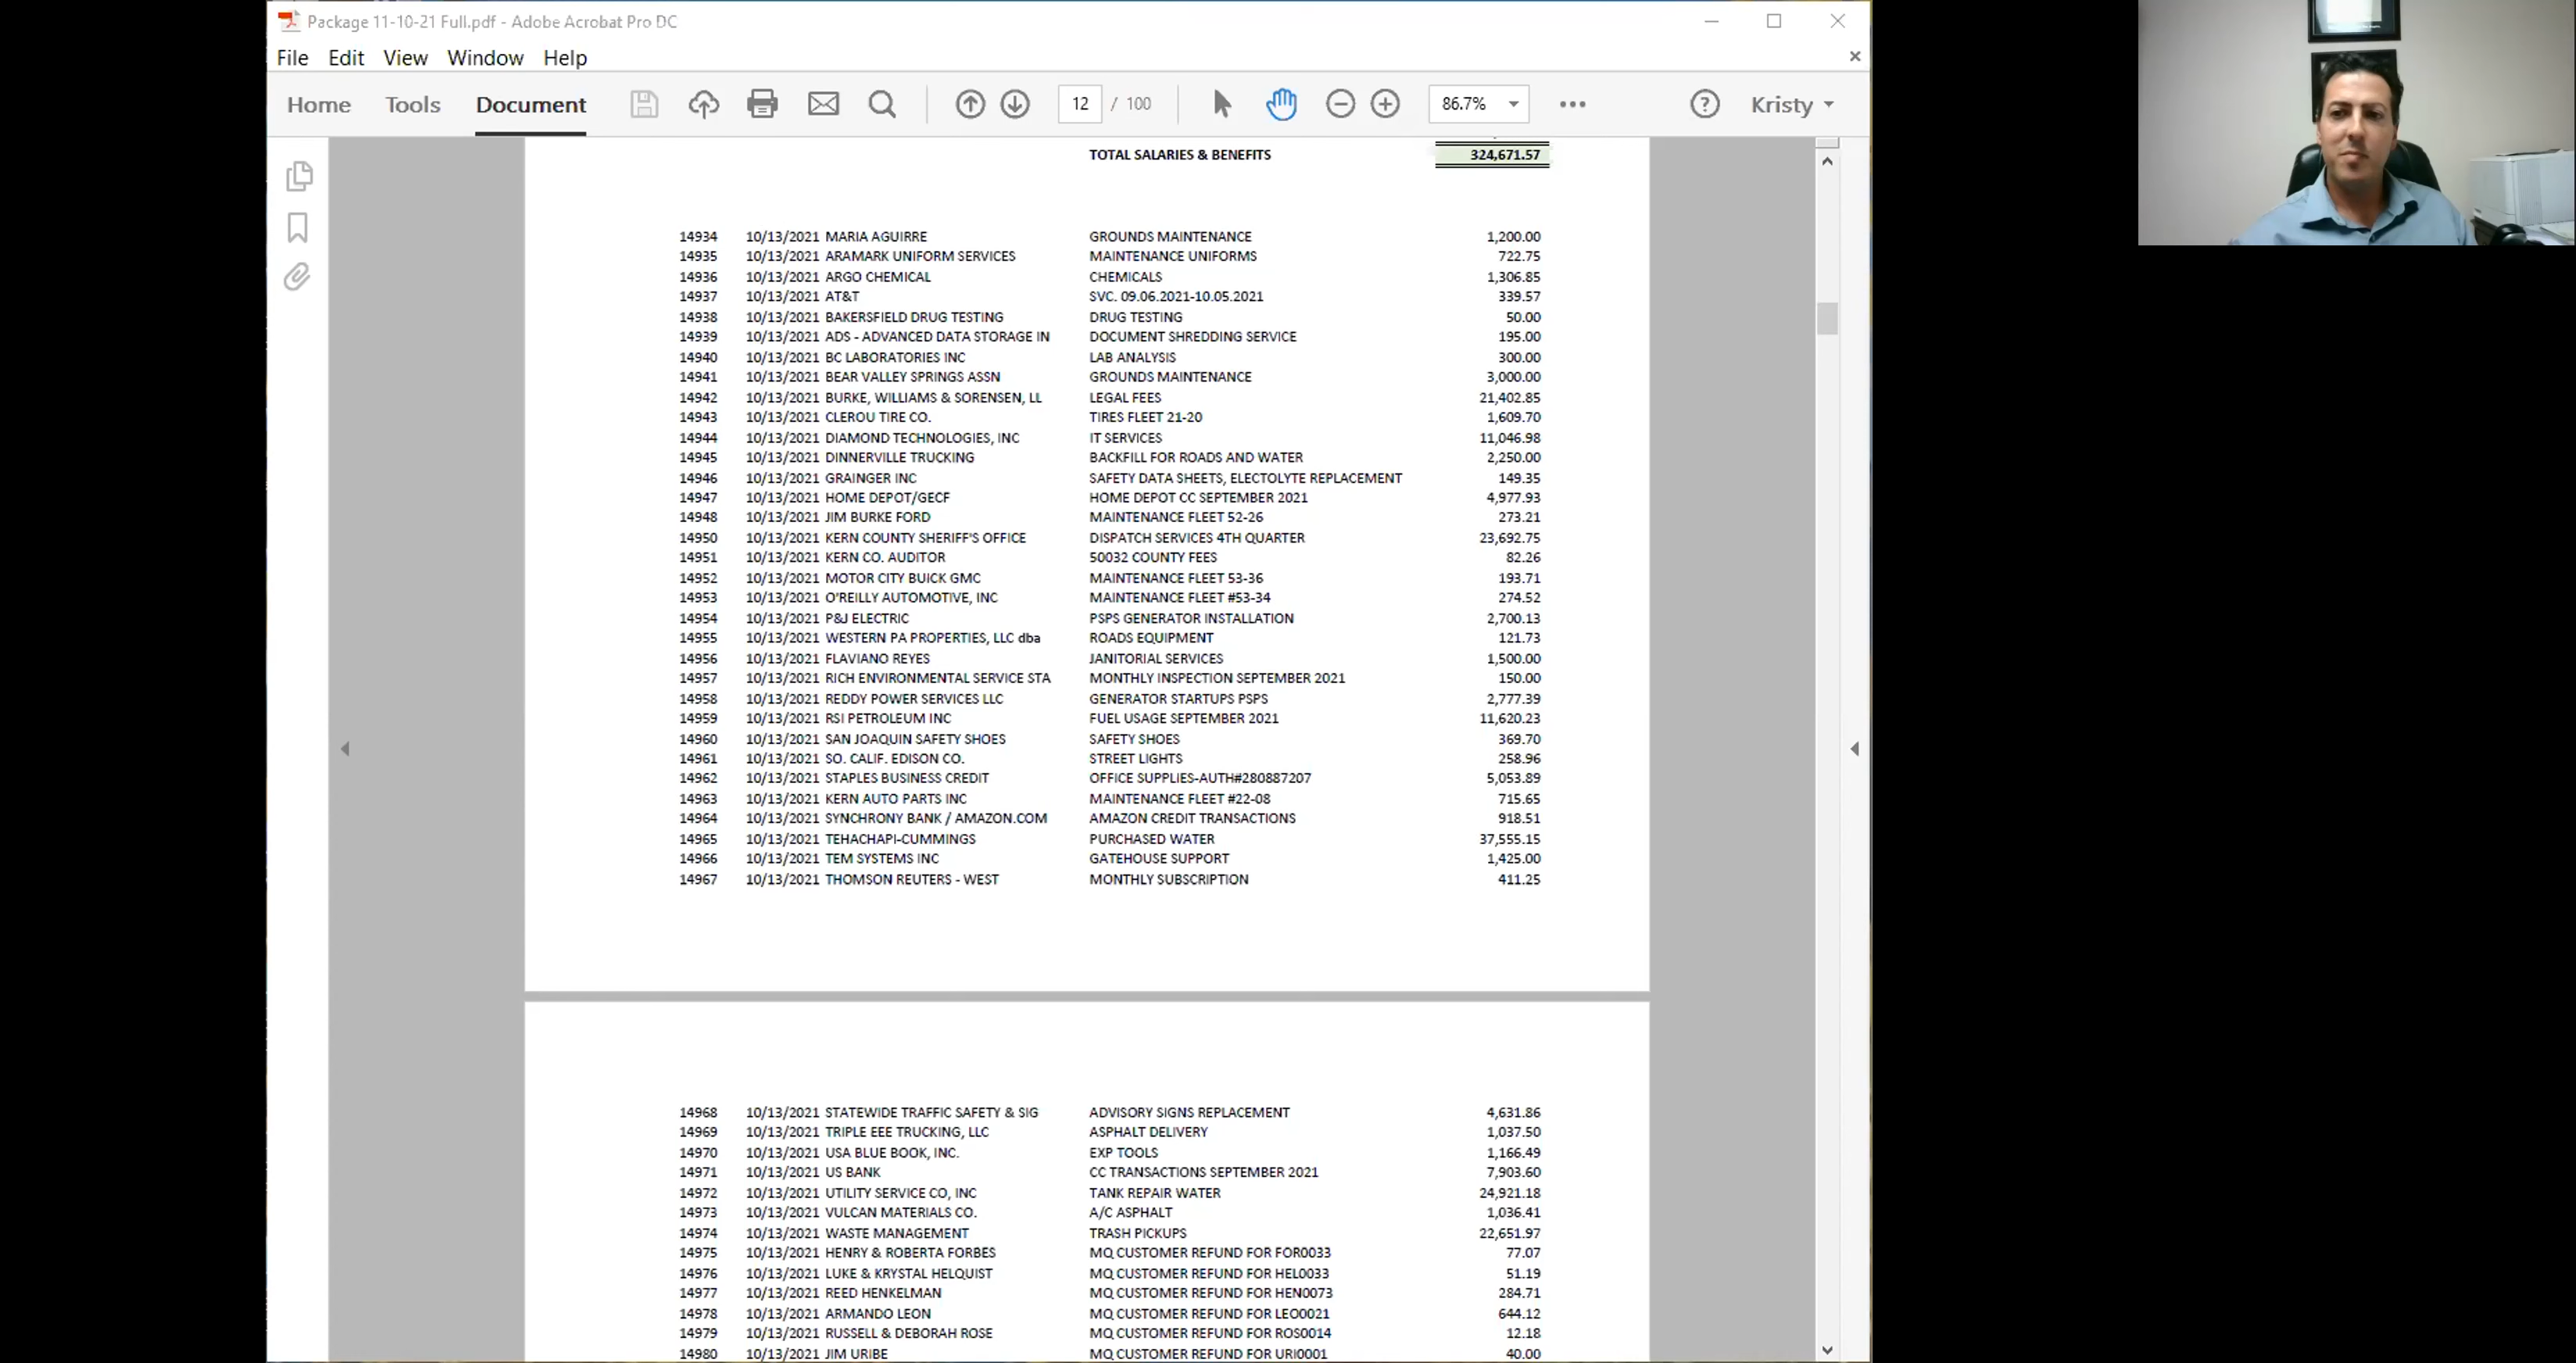 Package 11-10-21 Full.pdf - Adobe Acrobat Pro DC
File Edit View Window Help
Home Tools Document 12 / 100 86.7% Kristy
TOTAL SALARIES & BENEFITS 324,671.57
14934 10/13/2021 MARIA AGUIRRE GROUNDS MAINTENANCE 1,200.00
14935 10/13/2021 ARAMARK UNIFORM SERVICES MAINTENANCE UNIFORMS 722.75
14936 10/13/2021 ARGO CHEMICAL CHEMICALS 1,306.85
14937 10/13/2021 AT&T SVC. 09.06.2021-10.05.2021 339.57
14938 10/13/2021 BAKERSFIELD DRUG TESTING DRUG TESTING 50.00
14939 10/13/2021 ADS - ADVANCED DATA STORAGE IN DOCUMENT SHREDDING SERVICE 195.00
14940 10/13/2021 BC LABORATORIES INC LAB ANALYSIS 300.00
14941 10/13/2021 BEAR VALLEY SPRINGS ASSN GROUNDS MAINTENANCE 3,000.00
14942 10/13/2021 BURKE, WILLIAMS & SORENSEN, LL LEGAL FEES 21,402.85
14943 10/13/2021 CLEROU TIRE CO. TIRES FLEET 21-20 1,609.70
14944 10/13/2021 DIAMOND TECHNOLOGIES, INC IT SERVICES 11,046.98
14945 10/13/2021 DINNERVILLE TRUCKING BACKFILL FOR ROADS AND WATER 2,250.00
14946 10/13/2021 GRAINGER INC SAFETY DATA SHEETS, ELECTOLYTE REPLACEMENT 149.35
14947 10/13/2021 HOME DEPOT/GECF HOME DEPOT CC SEPTEMBER 2021 4,977.93
14948 10/13/2021 JIM BURKE FORD MAINTENANCE FLEET 52-26 273.21
14950 10/13/2021 KERN COUNTY SHERIFF'S OFFICE DISPATCH SERVICES 4TH QUARTER 23,692.75
14951 10/13/2021 KERN CO. AUDITOR 50032 COUNTY FEES 82.26
14952 10/13/2021 MOTOR CITY BUICK GMC MAINTENANCE FLEET 53-36 193.71
14953 10/13/2021 O'REILLY AUTOMOTIVE, INC MAINTENANCE FLEET #53-34 274.52
14954 10/13/2021 P&J ELECTRIC PSPS GENERATOR INSTALLATION 2,700.13
14955 10/13/2021 WESTERN PA PROPERTIES, LLC dba ROADS EQUIPMENT 121.73
14956 10/13/2021 FLAVIANO REYES JANITORIAL SERVICES 1,500.00
14957 10/13/2021 RICH ENVIRONMENTAL SERVICE STA MONTHLY INSPECTION SEPTEMBER 2021 150.00
14958 10/13/2021 REDDY POWER SERVICES LLC GENERATOR STARTUPS PSPS 2,777.39
14959 10/13/2021 RSI PETROLEUM INC FUEL USAGE SEPTEMBER 2021 11,620.23
14960 10/13/2021 SAN JOAQUIN SAFETY SHOES SAFETY SHOES 369.70
14961 10/13/2021 SO. CALIF. EDISON CO. STREET LIGHTS 258.96
14962 10/13/2021 STAPLES BUSINESS CREDIT OFFICE SUPPLIES-AUTH#280887207 5,053.89
14963 10/13/2021 KERN AUTO PARTS INC MAINTENANCE FLEET #22-08 715.65
14964 10/13/2021 SYNCHRONY BANK / AMAZON.COM AMAZON CREDIT TRANSACTIONS 918.51
14965 10/13/2021 TEHACHAPI-CUMMINGS PURCHASED WATER 37,555.15
14966 10/13/2021 TEM SYSTEMS INC GATEHOUSE SUPPORT 1,425.00
14967 10/13/2021 THOMSON REUTERS - WEST MONTHLY SUBSCRIPTION 411.25
14968 10/13/2021 STATEWIDE TRAFFIC SAFETY & SIG ADVISORY SIGNS REPLACEMENT 4,631.86
14969 10/13/2021 TRIPLE EEE TRUCKING, LLC ASPHALT DELIVERY 1,037.50
14970 10/13/2021 USA BLUE BOOK, INC. EXP TOOLS 1,166.49
14971 10/13/2021 US BANK CC TRANSACTIONS SEPTEMBER 2021 7,903.60
14972 10/13/2021 UTILITY SERVICE CO, INC TANK REPAIR WATER 24,921.18
14973 10/13/2021 VULCAN MATERIALS CO. A/C ASPHALT 1,036.41
14974 10/13/2021 WASTE MANAGEMENT TRASH PICKUPS 22,651.97
14975 10/13/2021 HENRY & ROBERTA FORBES MQ CUSTOMER REFUND FOR FOR0033 77.07
14976 10/13/2021 LUKE & KRYSTAL HELQUIST MQ CUSTOMER REFUND FOR HEL0033 51.19
14977 10/13/2021 REED HENKELMAN MQ CUSTOMER REFUND FOR HEN0073 284.71
14978 10/13/2021 ARMANDO LEON MQ CUSTOMER REFUND FOR LEO0021 644.12
14979 10/13/2021 RUSSELL & DEBORAH ROSE MQ CUSTOMER REFUND FOR ROS0014 12.18
14980 10/13/2021 JIM URIBE MQ CUSTOMER REFUND FOR URI0001 40.00